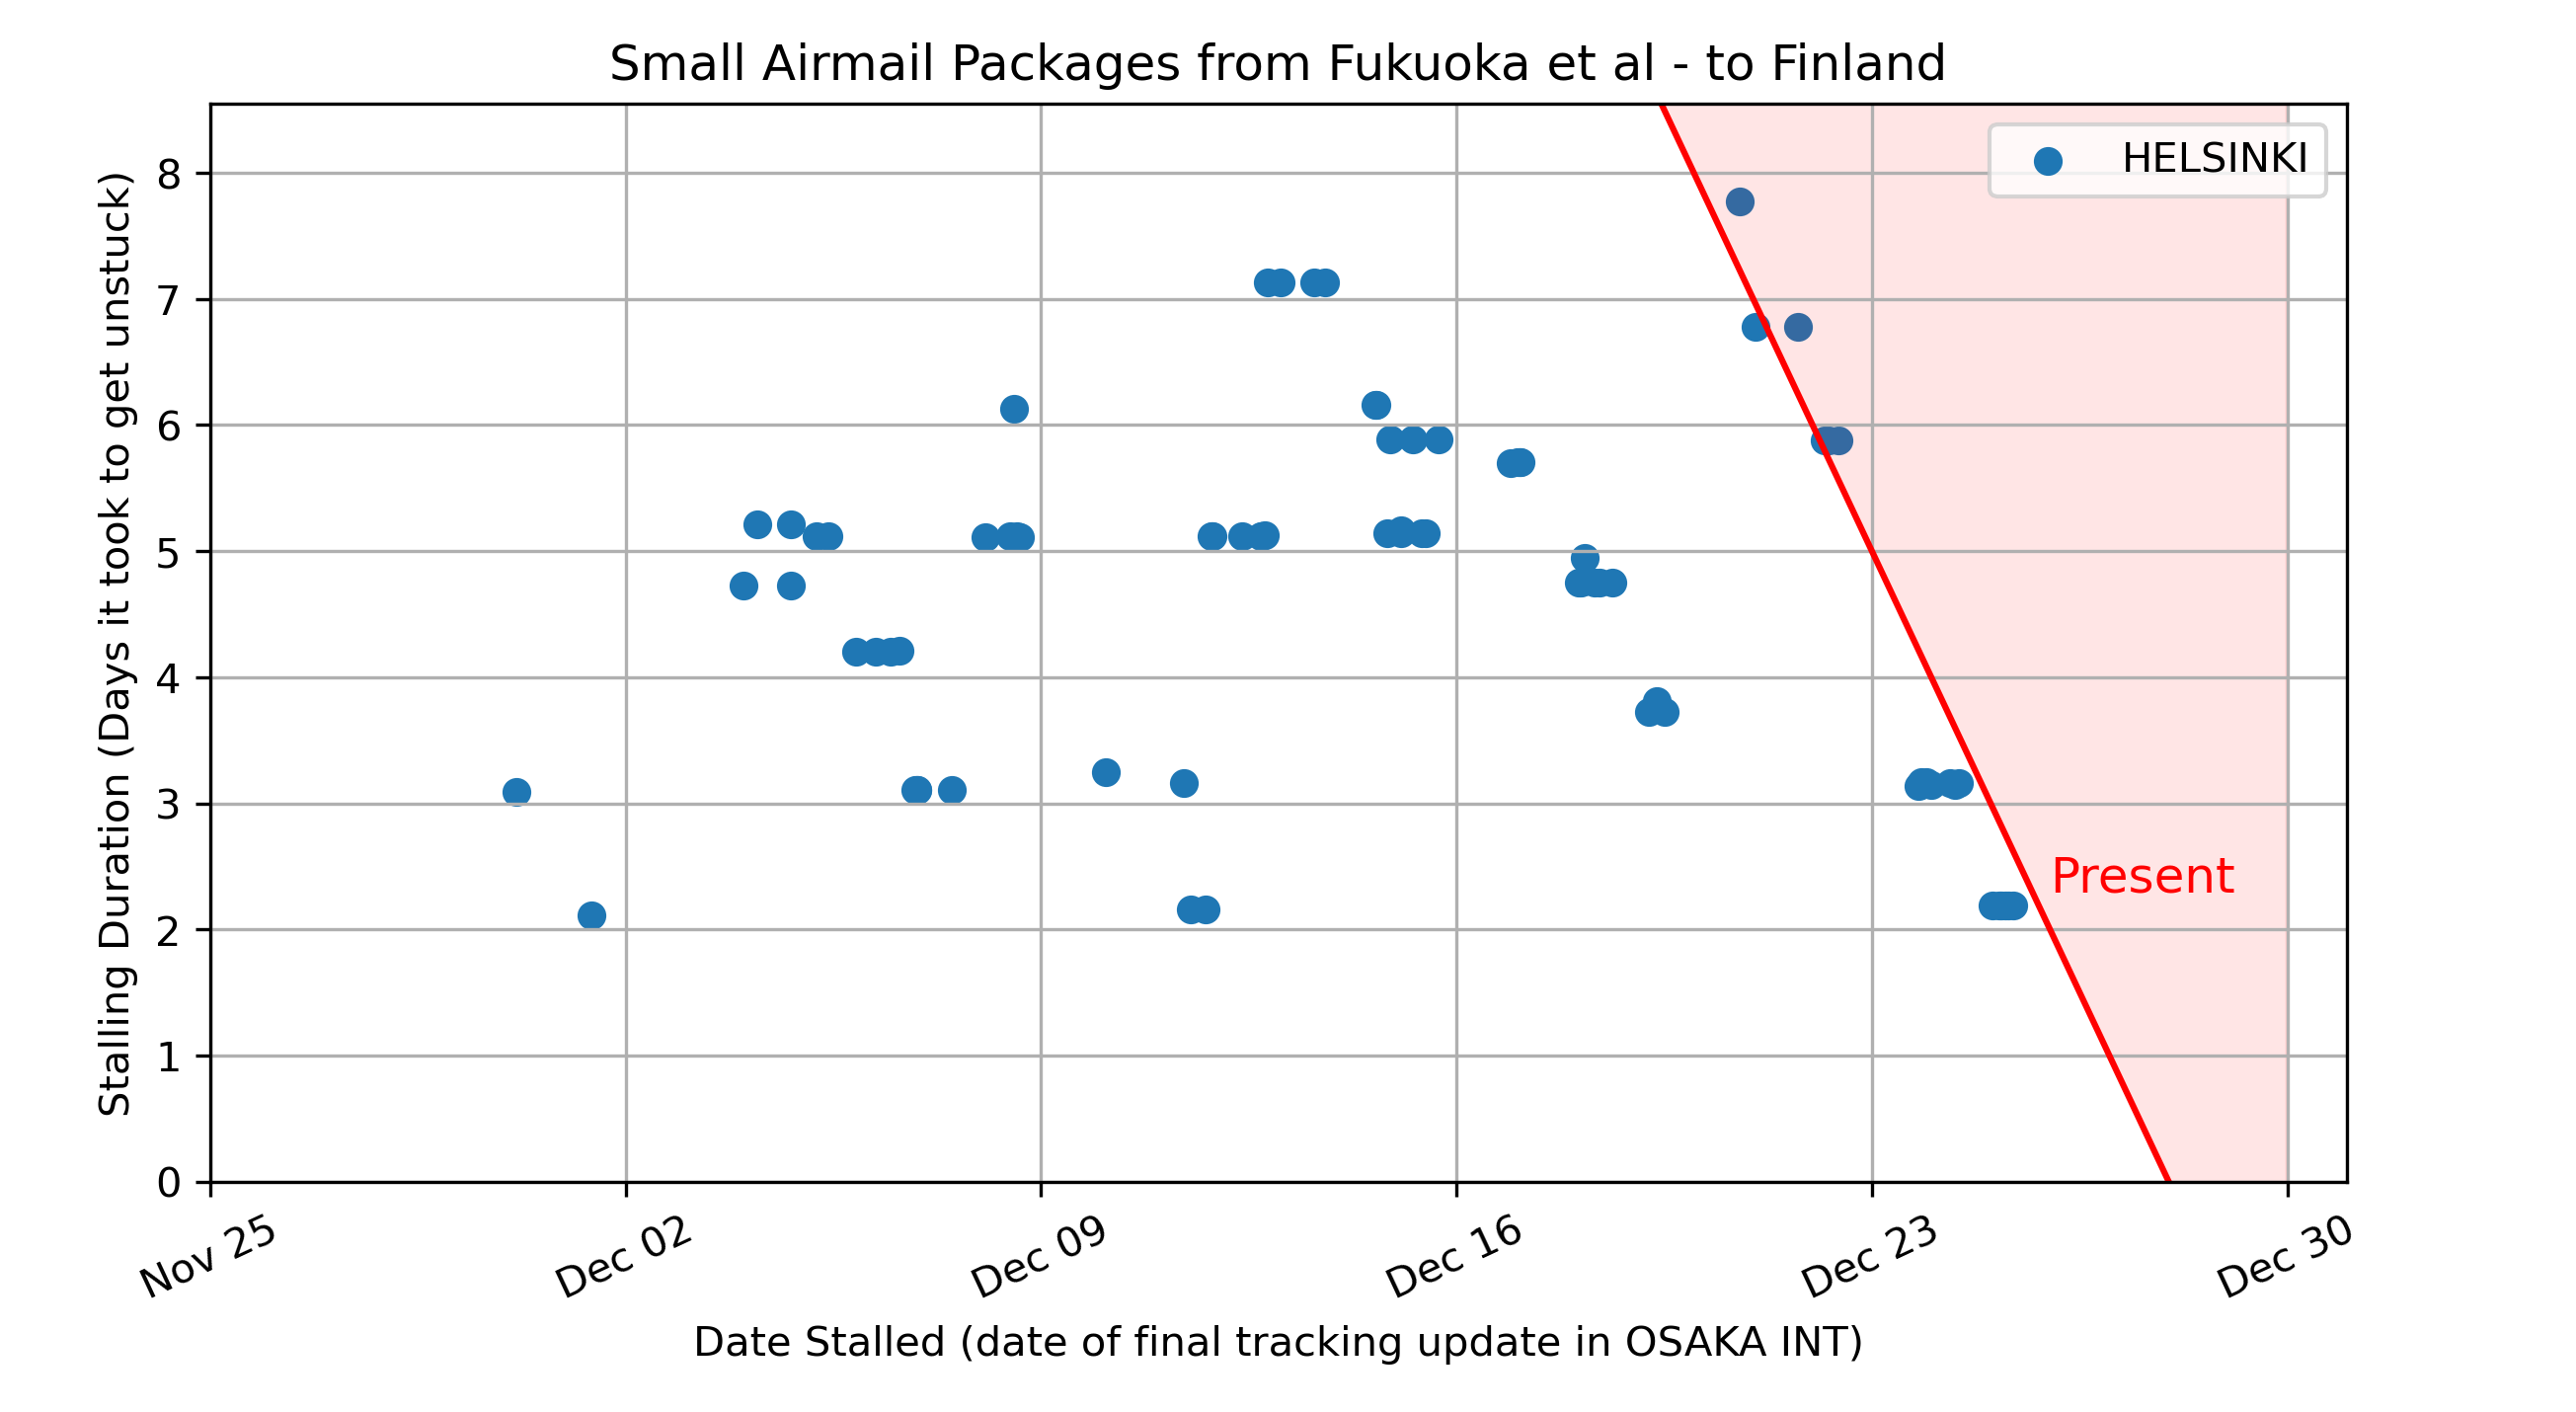 Small Airmail Packages from Fukuoka et al - to Finland
HELSINKI
Stalling Duration (Days it took to get unstuck)
8
7
6
5
4
3
2
1
0
Present
Nov 25
Dec 02
Dec 09
Dec 16
Dec 23
Dec 30
Date Stalled (date of final tracking update in OSAKA INT)